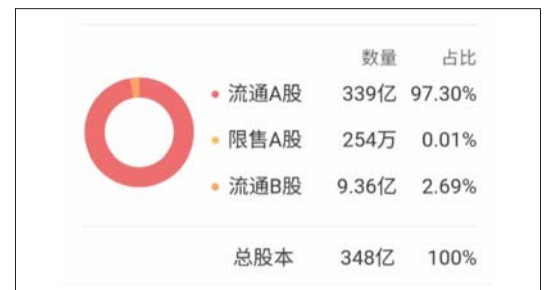 数量 占比
流通A股 339亿 97.30%
限售A股 254万 0.01%
流通B股 9.36亿 2.69%
总股本 348亿 100%